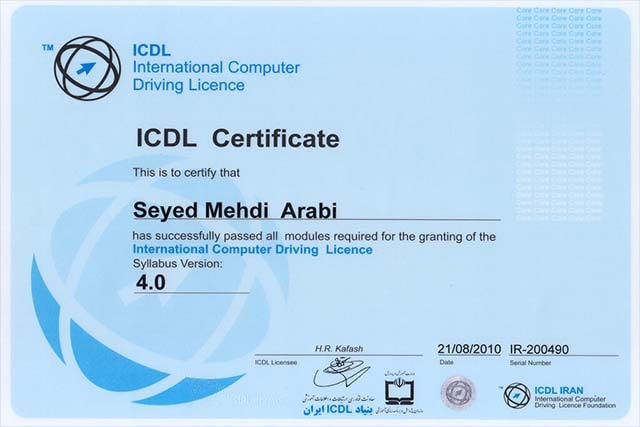 TM
ICDL
International Computer
Driving Licence
Core Core Core Core Core
ICDL Certificate
This is to certify that
Seyed Mehdi Arabi
has successfully passed all modules required for the granting of the
International Computer Driving Licence
Syllabus Version:
4.0
H.R. Kafash
21/08/2010 IR-200490
ICDL Licensee
Date
Serial Number
بنیاد ICDL ایران
TM
ICDL IRAN
International Computer
Driving Licence Foundation